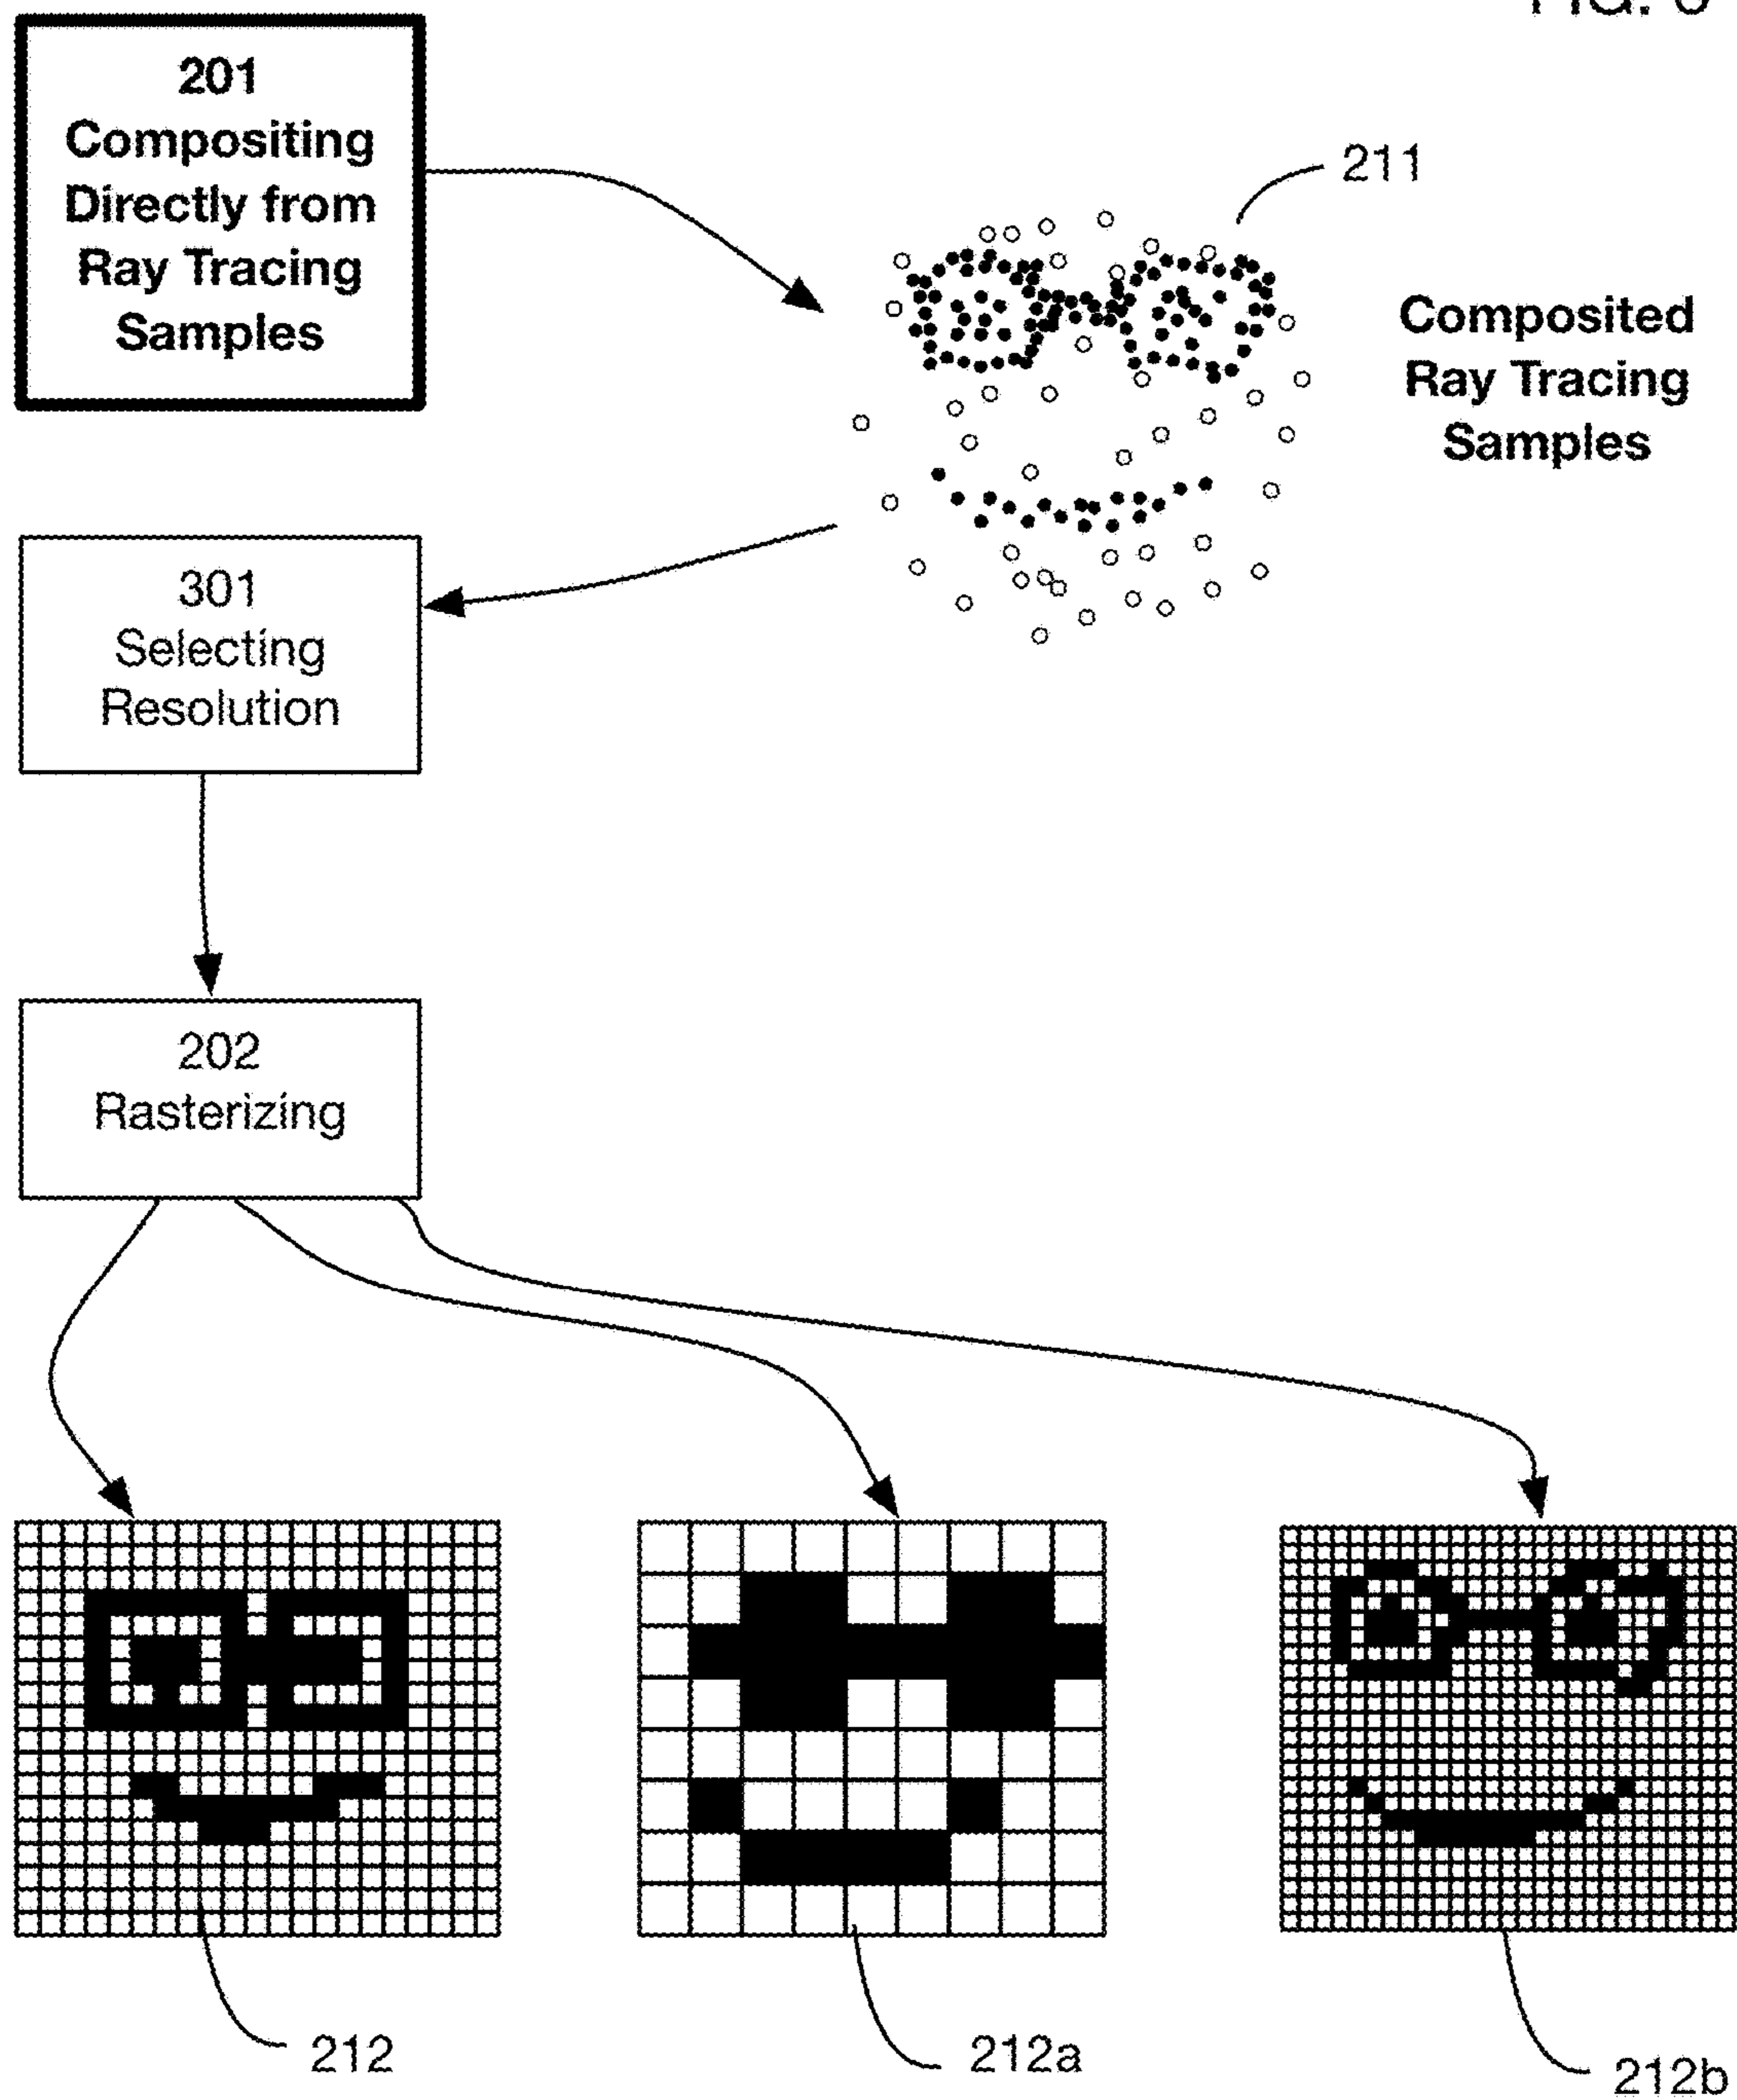 201
Compositing
Directly from
Ray Tracing
Samples
211
Composited
Ray Tracing
Samples
301
Selecting
Resolution
202
Rasterizing
212
212a
212b